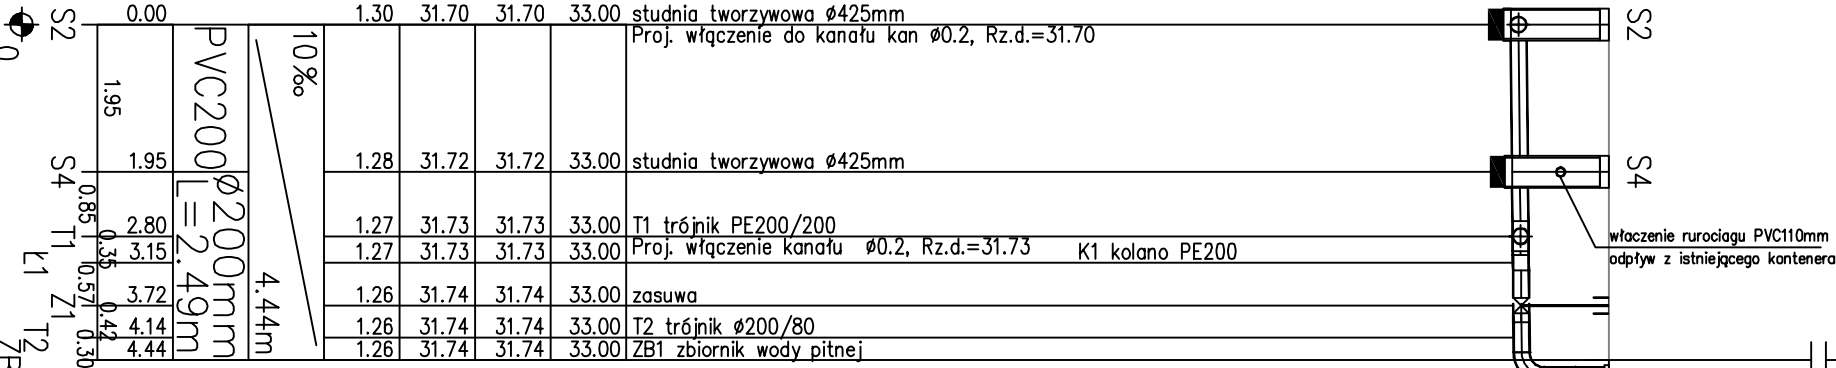 S2 0.00 1.30 31.70 31.70 33.00 studnia tworzywowa ø425mm S2
Proj. włączenie do kanału kan ø0.2, Rz.d.=31.70
0
10‰
PVC200 Ø200mm
L=2.49m
1.95
S4 1.95 1.28 31.72 31.72 33.00 studnia tworzywowa ø425mm S4
0.85
T1 2.80 1.27 31.73 31.73 33.00 T1 trójnik PE200/200
włączenie rurociagu PVC110mm
odpływ z istniejącego kontenera
0.35
Ł1 3.15 1.27 31.73 31.73 33.00 Proj. włączenie kanału ø0.2, Rz.d.=31.73 K1 kolano PE200
0.57
4.44m
Z1 3.72 1.26 31.74 31.74 33.00 zasuwa
0.42
T2 4.14 1.26 31.74 31.74 33.00 T2 trójnik ø200/80
0.30
4.44 1.26 31.74 31.74 33.00 ZB1 zbiornik wody pitnej